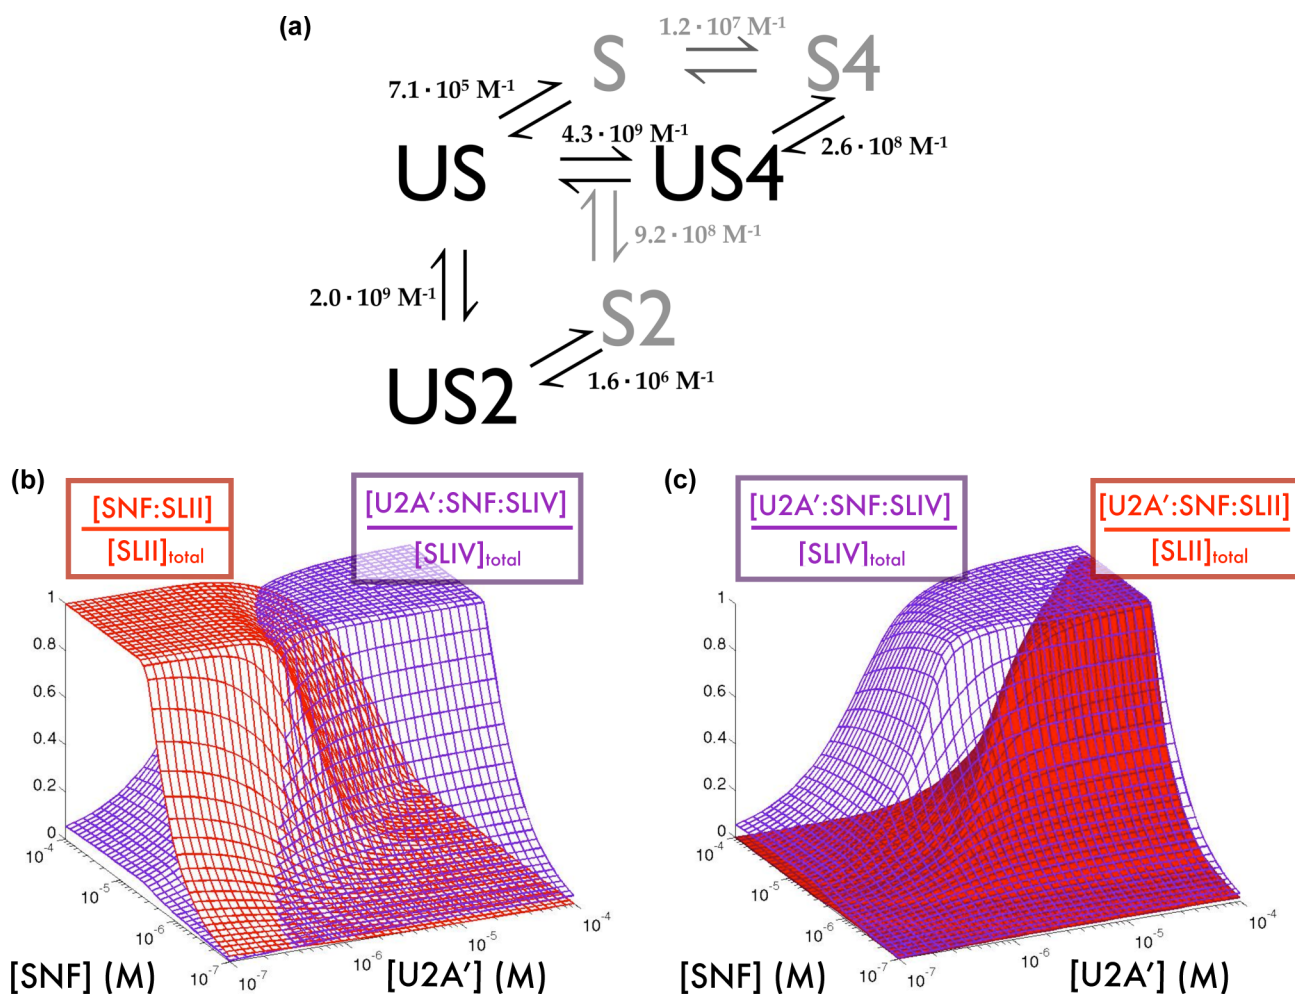 (a)
1.2 · 10⁷ M⁻¹
S
S4
7.1 · 10⁵ M⁻¹
4.3 · 10⁹ M⁻¹
2.6 · 10⁸ M⁻¹
US
US4
9.2 · 10⁸ M⁻¹
2.0 · 10⁹ M⁻¹
S2
1.6 · 10⁶ M⁻¹
US2
(b)
[SNF:SLII]
[SLII]total
[U2A′:SNF:SLIV]
[SLIV]total
1
0.8
0.6
0.4
0.2
0
10⁻⁴
10⁻⁵
10⁻⁶
10⁻⁷
10⁻⁷
10⁻⁶
10⁻⁵
10⁻⁴
[SNF] (M)
[U2A′] (M)
(c)
[U2A′:SNF:SLIV]
[SLIV]total
[U2A′:SNF:SLII]
[SLII]total
1
0.8
0.6
0.4
0.2
0
10⁻⁴
10⁻⁵
10⁻⁶
10⁻⁷
10⁻⁷
10⁻⁶
10⁻⁵
10⁻⁴
[SNF] (M)
[U2A′] (M)